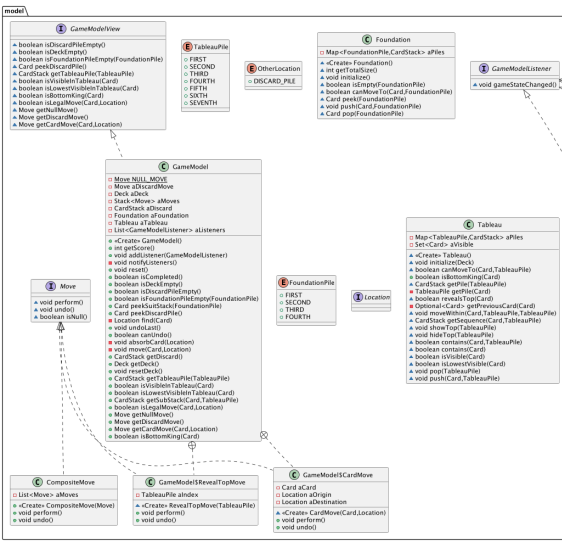 model
I GameModelView
boolean isDiscardPileEmpty()
boolean isDeckEmpty()
boolean isFoundationPileEmpty(FoundationPile)
Card peekDiscardPile()
CardStack getTableauPile(TableauPile)
boolean isVisibleInTableau(Card)
boolean isLowestVisibleInTableau(Card)
boolean isBottomKing(Card)
boolean isLegalMove(Card,Location)
Move getNullMove()
Move getDiscardMove()
Move getCardMove(Card,Location)
E TableauPile
FIRST
SECOND
THIRD
FOURTH
FIFTH
SIXTH
SEVENTH
E OtherLocation
DISCARD_PILE
C Foundation
Map<FoundationPile,CardStack> aPiles
«Create» Foundation()
int getTotalSize()
void initialize()
boolean isEmpty(FoundationPile)
boolean canMoveTo(Card,FoundationPile)
Card peek(FoundationPile)
void push(Card,FoundationPile)
Card pop(FoundationPile)
I GameModelListener
void gameStateChanged()
C GameModel
Move NULL_MOVE
Move aDiscardMove
Deck aDeck
Stack<Move> aMoves
CardStack aDiscard
Foundation aFoundation
Tableau aTableau
List<GameModelListener> aListeners
«Create» GameModel()
int getScore()
void addListener(GameModelListener)
void notifyListeners()
void reset()
boolean isCompleted()
boolean isDeckEmpty()
boolean isDiscardPileEmpty()
boolean isFoundationPileEmpty(FoundationPile)
Card peekSuitStack(FoundationPile)
Card peekDiscardPile()
Location find(Card)
void undoLast()
boolean canUndo()
void absorbCard(Location)
void move(Card,Location)
CardStack getDiscard()
Deck getDeck()
void resetDeck()
CardStack getTableauPile(TableauPile)
boolean isVisibleInTableau(Card)
boolean isLowestVisibleInTableau(Card)
CardStack getSubStack(Card,TableauPile)
boolean isLegalMove(Card,Location)
Move getNullMove()
Move getDiscardMove()
Move getCardMove(Card,Location)
boolean isBottomKing(Card)
I Move
void perform()
void undo()
boolean isNull()
E FoundationPile
FIRST
SECOND
THIRD
FOURTH
I Location
C Tableau
Map<TableauPile,CardStack> aPiles
Set<Card> aVisible
«Create» Tableau()
void initialize(Deck)
boolean canMoveTo(Card,TableauPile)
boolean isBottomKing(Card)
CardStack getPile(TableauPile)
TableauPile getPile(Card)
boolean revealsTop(Card)
Optional<Card> getPreviousCard(Card)
void moveWithin(Card,TableauPile,TableauPile)
CardStack getSequence(Card,TableauPile)
void showTop(TableauPile)
void hideTop(TableauPile)
boolean contains(Card,TableauPile)
boolean contains(Card)
boolean isVisible(Card)
boolean isLowestVisible(Card)
void pop(TableauPile)
void push(Card,TableauPile)
C CompositeMove
List<Move> aMoves
«Create» CompositeMove(Move)
void perform()
void undo()
C GameModel$RevealTopMove
TableauPile aIndex
«Create» RevealTopMove(TableauPile)
void perform()
void undo()
C GameModel$CardMove
Card aCard
Location aOrigin
Location aDestination
«Create» CardMove(Card,Location)
void perform()
void undo()